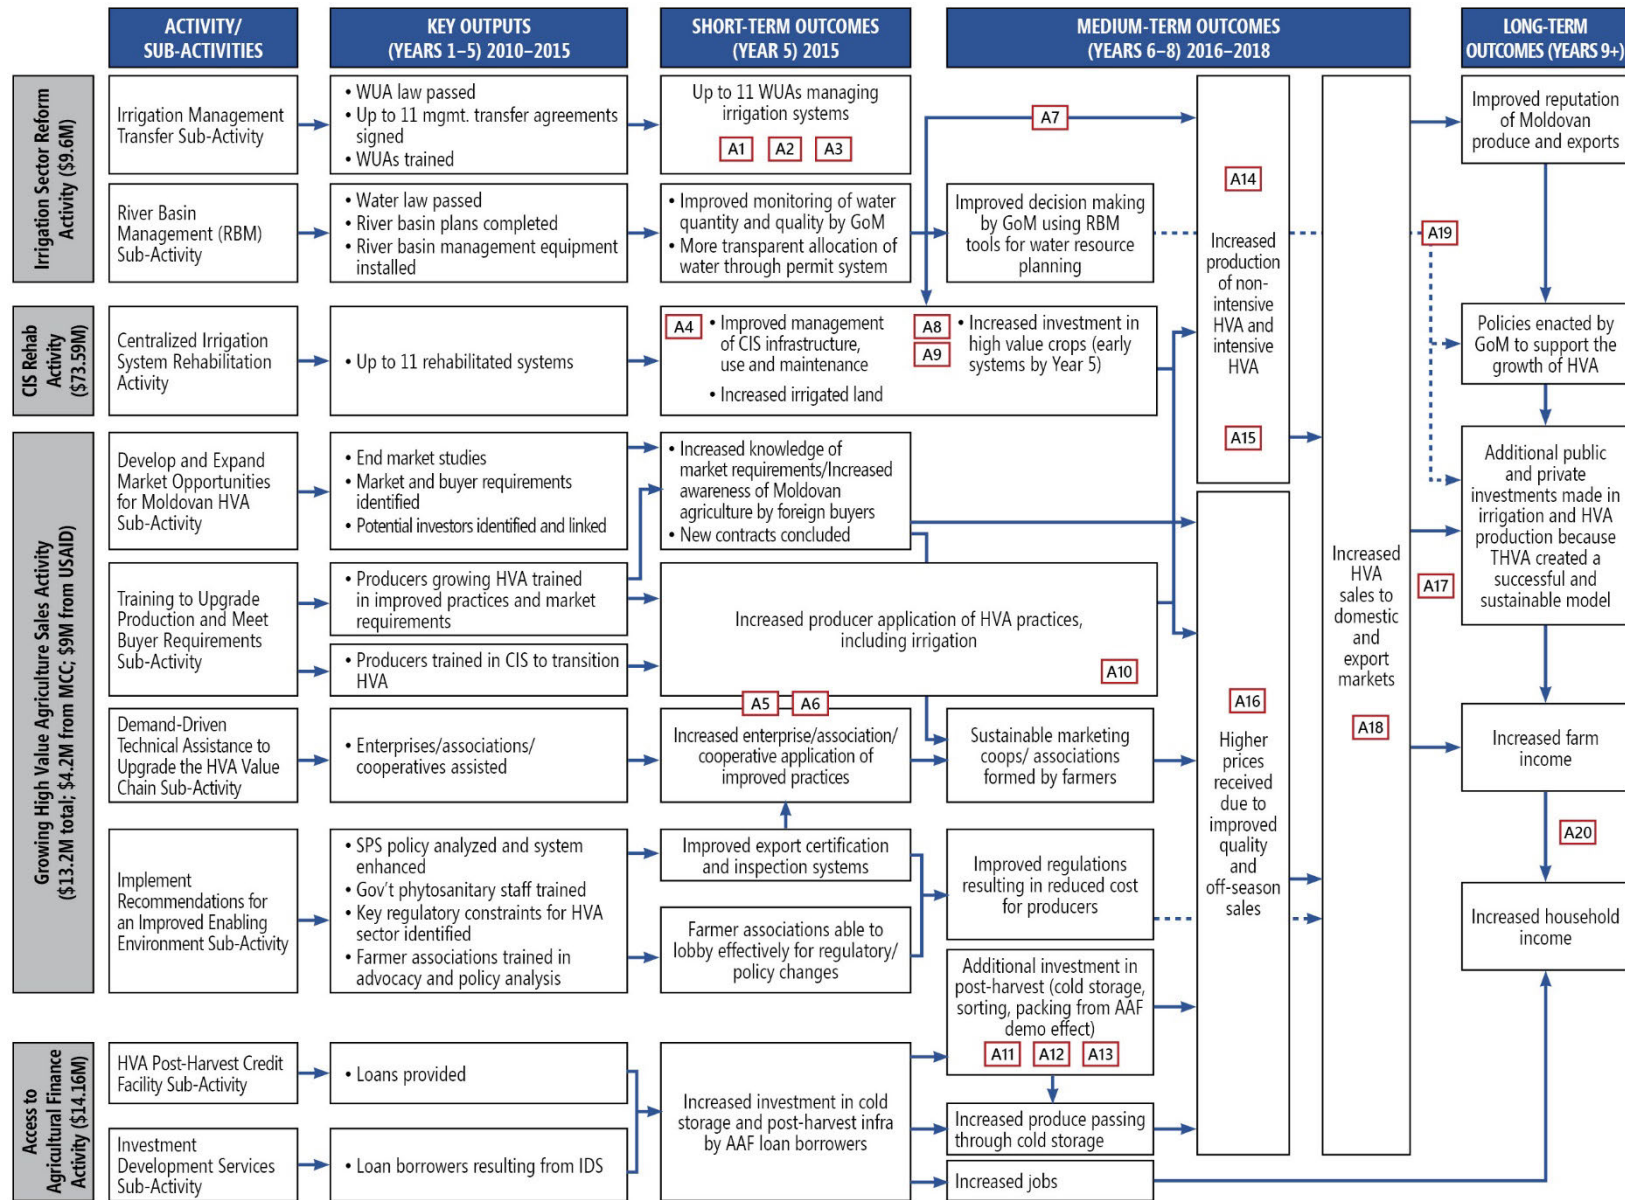 ACTIVITY/
SUB-ACTIVITIES
KEY OUTPUTS
(YEARS 1–5) 2010–2015
SHORT-TERM OUTCOMES
(YEAR 5) 2015
MEDIUM-TERM OUTCOMES
(YEARS 6–8) 2016–2018
LONG-TERM
OUTCOMES (YEARS 9+)
Irrigation Sector Reform
Activity ($9.6M)
Irrigation Management
Transfer Sub-Activity
• WUA law passed
• Up to 11 mgmt. transfer agreements
signed
• WUAs trained
Up to 11 WUAs managing
irrigation systems
A1
A2
A3
A7
River Basin
Management (RBM)
Sub-Activity
• Water law passed
• River basin plans completed
• River basin management equipment
installed
• Improved monitoring of water
quantity and quality by GoM
• More transparent allocation of
water through permit system
Improved decision making
by GoM using RBM
tools for water resource
planning
CIS Rehab
Activity
($73.59M)
Centralized Irrigation
System Rehabilitation
Activity
• Up to 11 rehabilitated systems
A4
• Improved management
of CIS infrastructure,
use and maintenance
• Increased irrigated land
A8
A9
• Increased investment in
high value crops (early
systems by Year 5)
Growing High Value Agriculture Sales Activity
($13.2M total; $4.2M from MCC; $9M from USAID)
Develop and Expand
Market Opportunities
for Moldovan HVA
Sub-Activity
• End market studies
• Market and buyer requirements
identified
• Potential investors identified and linked
• Increased knowledge of
market requirements/Increased
awareness of Moldovan
agriculture by foreign buyers
• New contracts concluded
Training to Upgrade
Production and Meet
Buyer Requirements
Sub-Activity
• Producers growing HVA trained
in improved practices and market
requirements
• Producers trained in CIS to transition
HVA
Increased producer application of HVA practices,
including irrigation
A10
Demand-Driven
Technical Assistance to
Upgrade the HVA Value
Chain Sub-Activity
• Enterprises/associations/
cooperatives assisted
A5
A6
Increased enterprise/association/
cooperative application of
improved practices
Sustainable marketing
coops/ associations
formed by farmers
Implement
Recommendations for
an Improved Enabling
Environment Sub-Activity
• SPS policy analyzed and system
enhanced
• Gov't phytosanitary staff trained
• Key regulatory constraints for HVA
sector identified
• Farmer associations trained in
advocacy and policy analysis
Improved export certification
and inspection systems
Farmer associations able to
lobby effectively for regulatory/
policy changes
Improved regulations
resulting in reduced cost
for producers
Access to
Agricultural Finance
Activity ($14.16M)
HVA Post-Harvest Credit
Facility Sub-Activity
• Loans provided
Investment
Development Services
Sub-Activity
• Loan borrowers resulting from IDS
Increased investment in cold
storage and post-harvest infra
by AAF loan borrowers
Additional investment in
post-harvest (cold storage,
sorting, packing from AAF
demo effect)
A11
A12
A13
Increased produce passing
through cold storage
Increased jobs
A14
Increased
production
of non-
intensive
HVA and
intensive
HVA
A15
A16
Higher
prices
received
due to
improved
quality
and
off-season
sales
Increased
HVA
sales to
domestic
and
export
markets
A18
A19
A17
Improved reputation
of Moldovan
produce and exports
Policies enacted by
GoM to support the
growth of HVA
Additional public
and private
investments made in
irrigation and HVA
production because
THVA created a
successful and
sustainable model
Increased farm
income
A20
Increased household
income